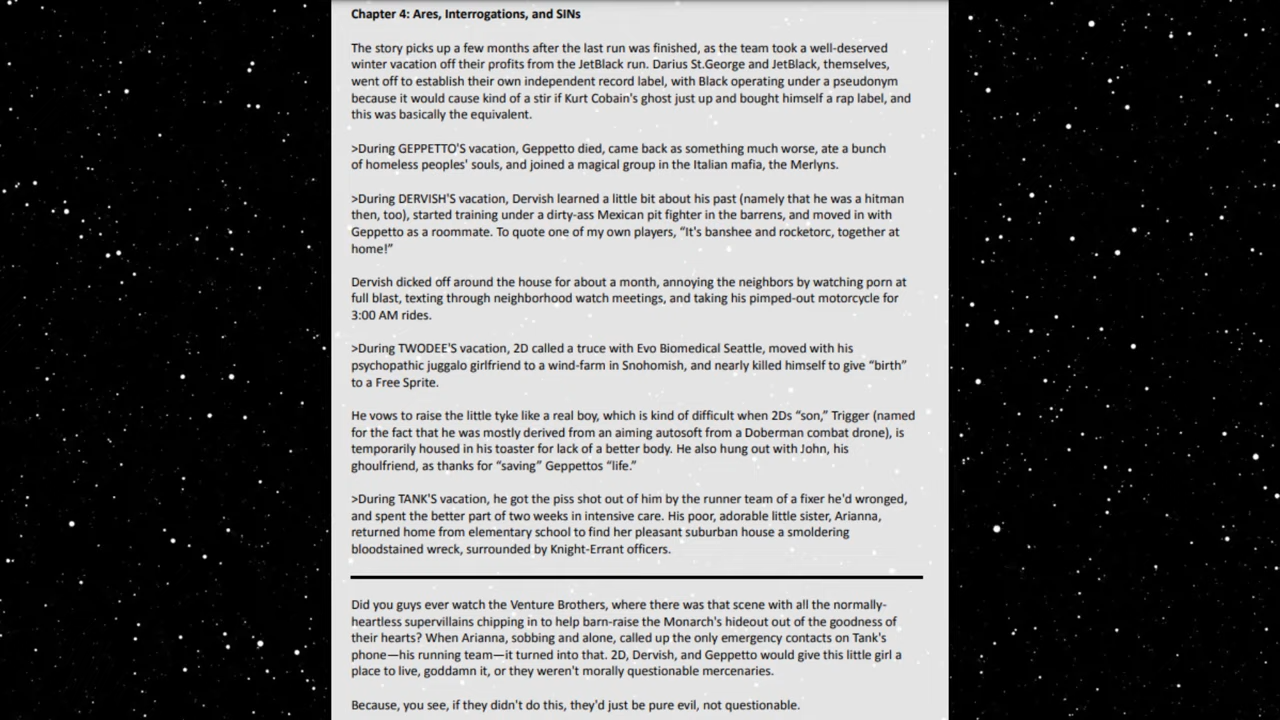 Chapter 4: Ares, Interrogations, and SINs
The story picks up a few months after the last run was finished, as the team took a well-deserved
winter vacation off their profits from the JetBlack run. Darius St.George and JetBlack, themselves,
went off to establish their own independent record label, with Black operating under a pseudonym
because it would cause kind of a stir if Kurt Cobain's ghost just up and bought himself a rap label, and
this was basically the equivalent.
>During GEPPETTO'S vacation, Geppetto died, came back as something much worse, ate a bunch
of homeless peoples' souls, and joined a magical group in the Italian mafia, the Merlyns.
>During DERVISH'S vacation, Dervish learned a little bit about his past (namely that he was a hitman
then, too), started training under a dirty-ass Mexican pit fighter in the barrens, and moved in with
Geppetto as a roommate. To quote one of my own players, “It's banshee and rocketorc, together at
home!”
Dervish dicked off around the house for about a month, annoying the neighbors by watching porn at
full blast, texting through neighborhood watch meetings, and taking his pimped-out motorcycle for
3:00 AM rides.
>During TWODEE'S vacation, 2D called a truce with Evo Biomedical Seattle, moved with his
psychopathic juggalo girlfriend to a wind-farm in Snohomish, and nearly killed himself to give “birth”
to a Free Sprite.
He vows to raise the little tyke like a real boy, which is kind of difficult when 2Ds “son,” Trigger (named
for the fact that he was mostly derived from an aiming autosoft from a Doberman combat drone), is
temporarily housed in his toaster for lack of a better body. He also hung out with John, his
ghoulfriend, as thanks for “saving” Geppettos “life.”
>During TANK'S vacation, he got the piss shot out of him by the runner team of a fixer he'd wronged,
and spent the better part of two weeks in intensive care. His poor, adorable little sister, Arianna,
returned home from elementary school to find her pleasant suburban house a smoldering
bloodstained wreck, surrounded by Knight-Errant officers.
Did you guys ever watch the Venture Brothers, where there was that scene with all the normally-
heartless supervillains chipping in to help barn-raise the Monarch's hideout out of the goodness of
their hearts? When Arianna, sobbing and alone, called up the only emergency contacts on Tank's
phone—his running team—it turned into that. 2D, Dervish, and Geppetto would give this little girl a
place to live, goddamn it, or they weren't morally questionable mercenaries.
Because, you see, if they didn't do this, they'd just be pure evil, not questionable.